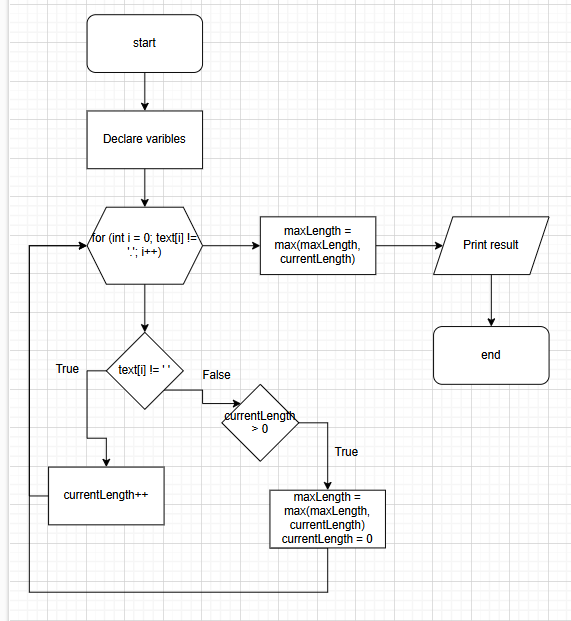 start
Declare varibles
for (int i = 0; text[i] !=
'.'; i++)
maxLength =
max(maxLength,
currentLength)
Print result
end
True
text[i] != ' '
False
currentLength
> 0
True
currentLength++
maxLength =
max(maxLength,
currentLength)
currentLength = 0